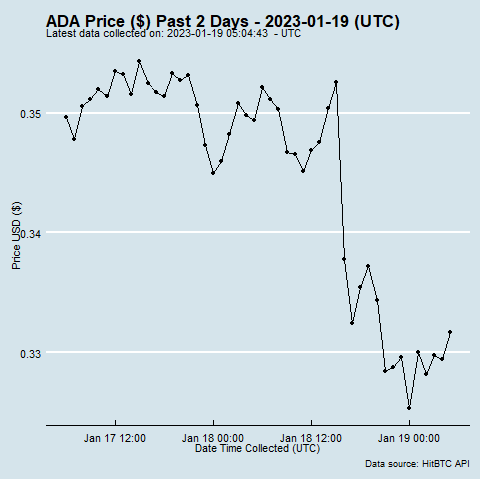 ADA Price ($) Past 2 Days - 2023-01-19 (UTC)
Latest data collected on: 2023-01-19 05:04:43 - UTC
Price USD ($)
0.35
0.34
0.33
Jan 17 12:00
Jan 18 00:00
Jan 18 12:00
Jan 19 00:00
Date Time Collected (UTC)
Data source: HitBTC API